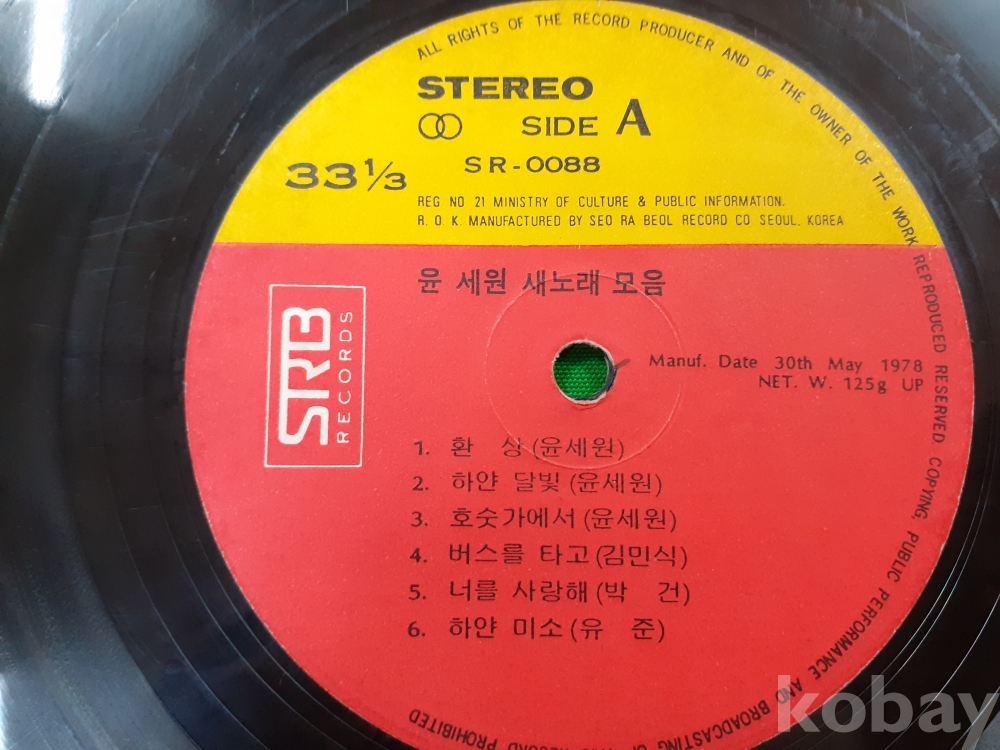 ALL RIGHTS OF THE RECORD PRODUCER AND OF THE OWNER OF THE WORK REPRODUCED RESERVED. COPYING, PUBLIC PERFORMANCE AND BROADCASTING OF THIS RECORD PROHIBITED
STEREO
SIDE A
33 1/3
SR-0088
REG NO 21 MINISTRY OF CULTURE & PUBLIC INFORMATION.
R. O. K. MANUFACTURED BY SEO RA BEOL RECORD CO SEOUL. KOREA
윤 세원 새노래 모음
SRB
RECORDS
Manuf. Date 30th May 1978
NET. W. 125g UP
1. 환 상 (윤세원)
2. 하얀 달빛 (윤세원)
3. 호숫가에서 (윤세원)
4. 버스를 타고 (김민식)
5. 너를 사랑해 (박 건)
6. 하얀 미소 (유 준)
kobay